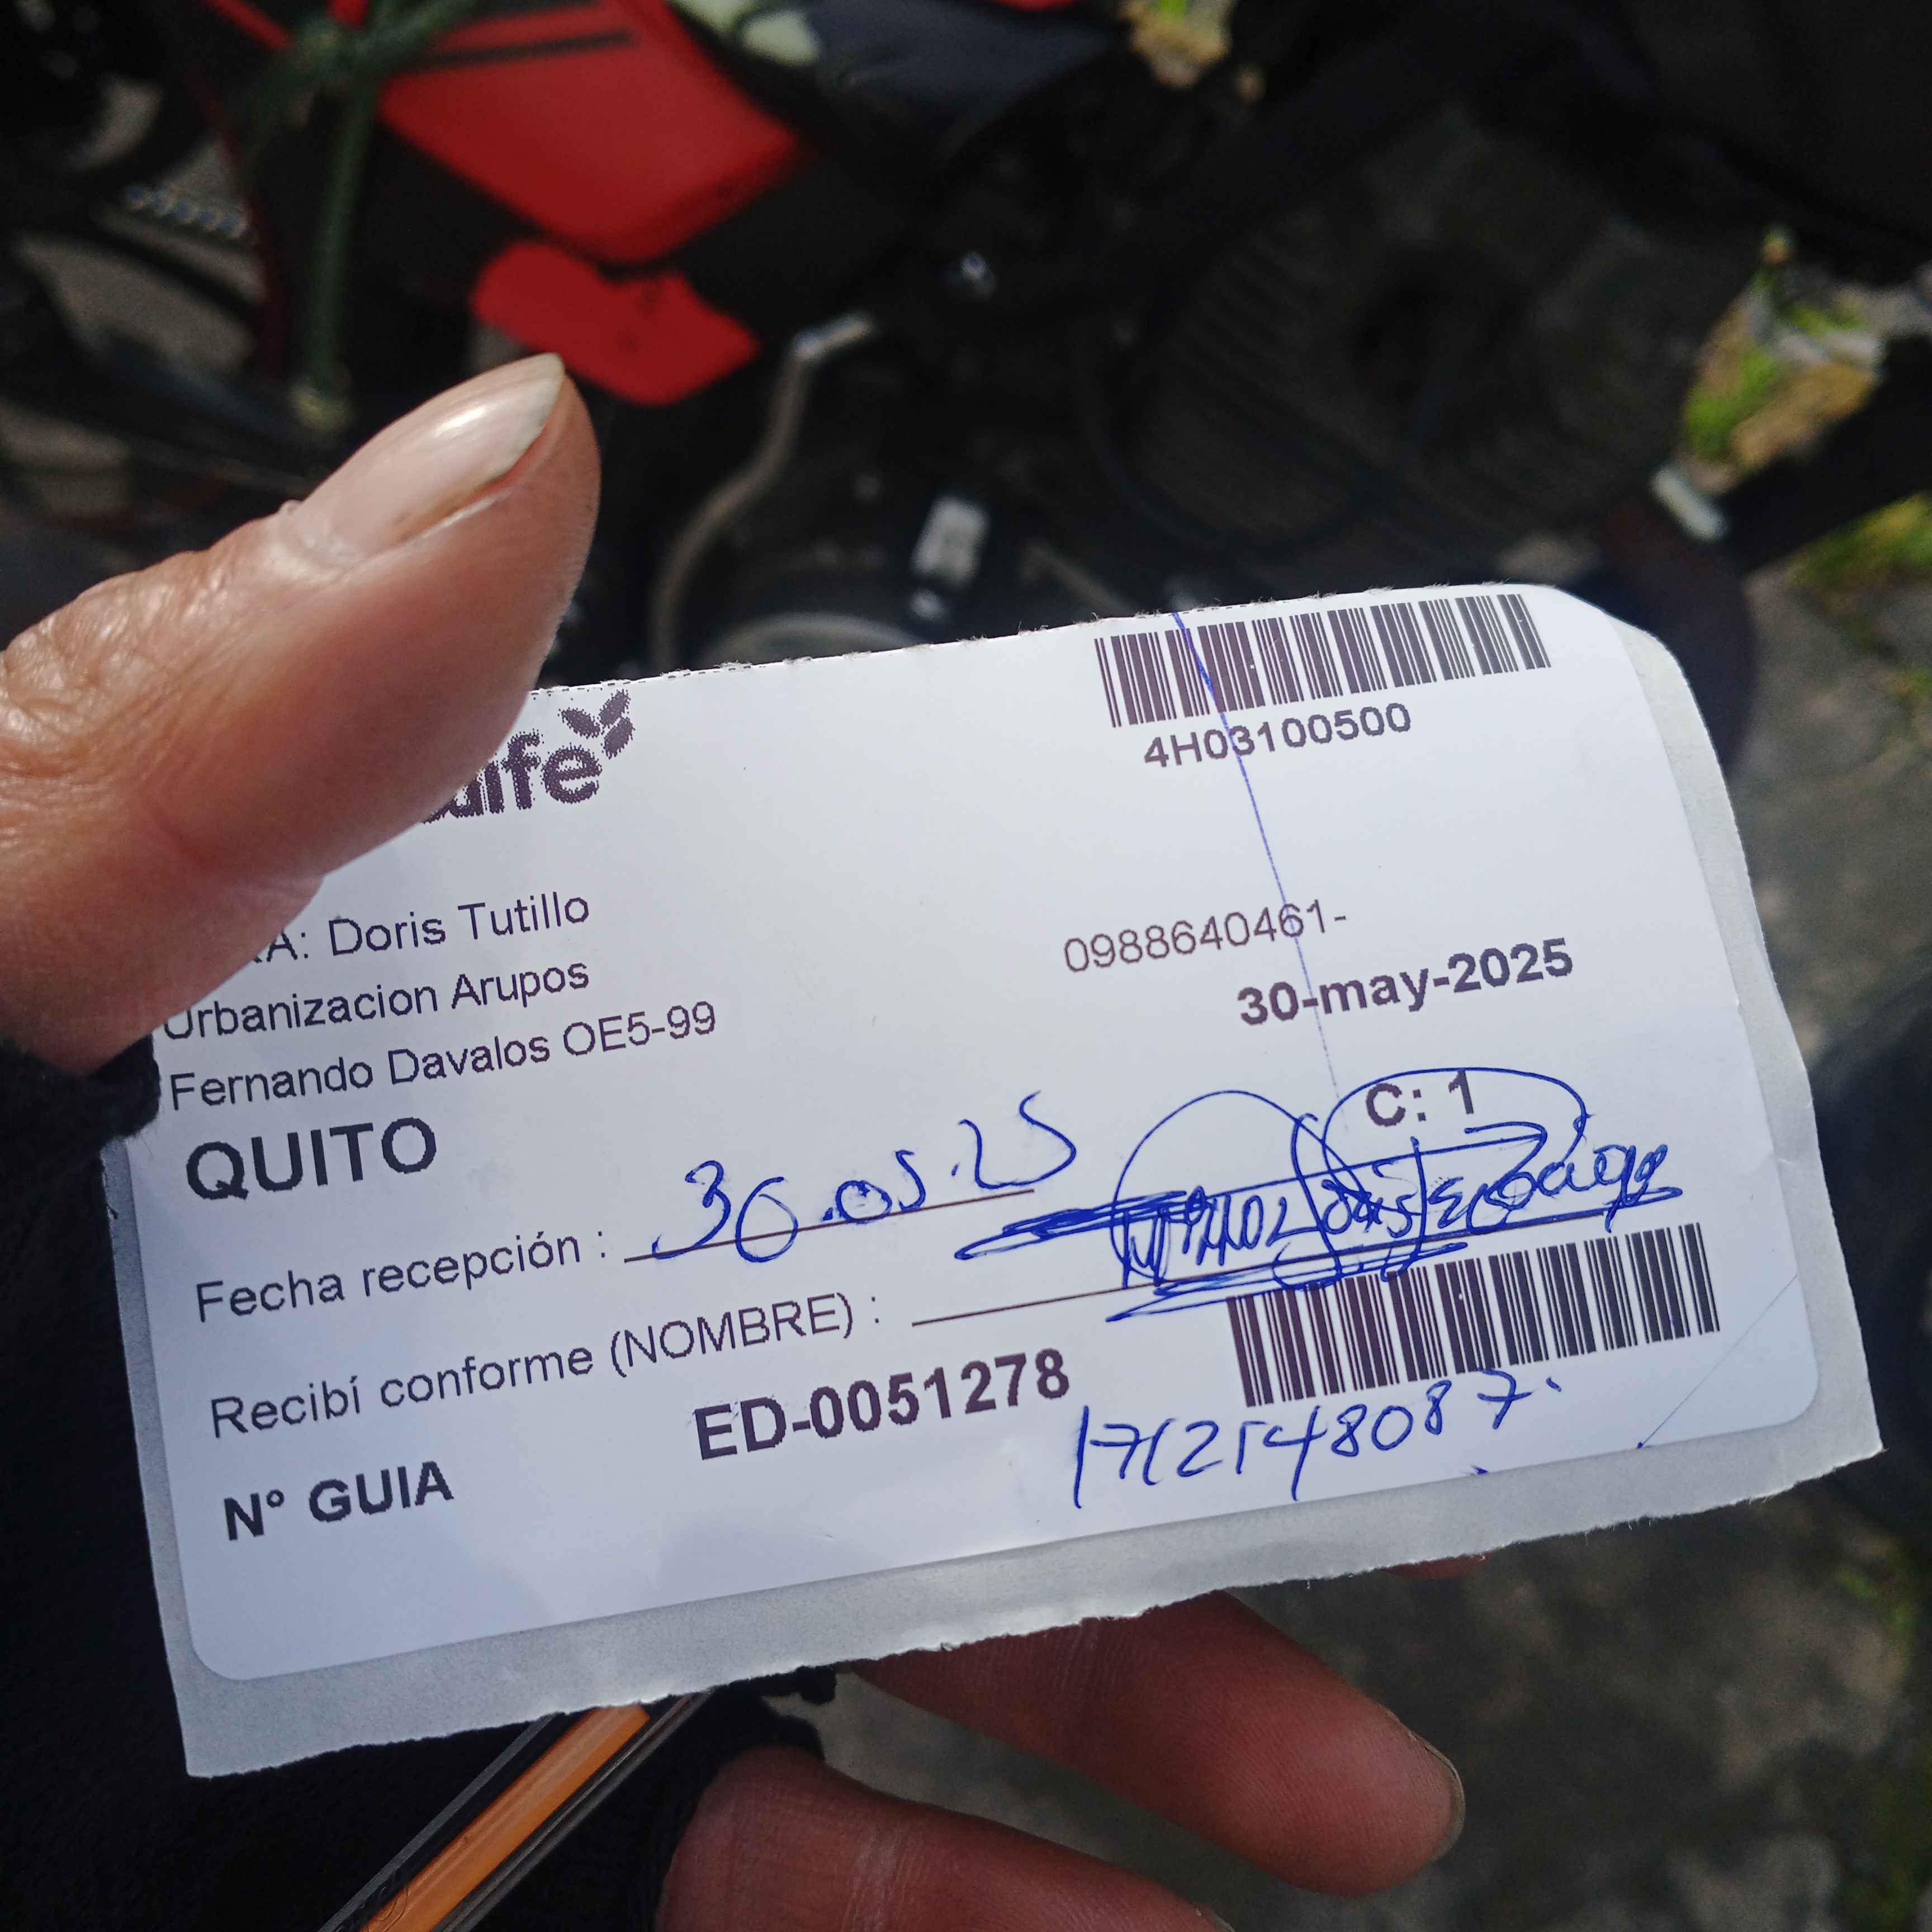 4H03100500
A: Doris Tutillo
0988640461-
Urbanizacion Arupos
30-may-2025
Fernando Davalos OE5-99
C: 1
QUITO
Fecha recepción : 30.05.25
Recibí conforme (NOMBRE) :
ED-0051278
Nº GUIA